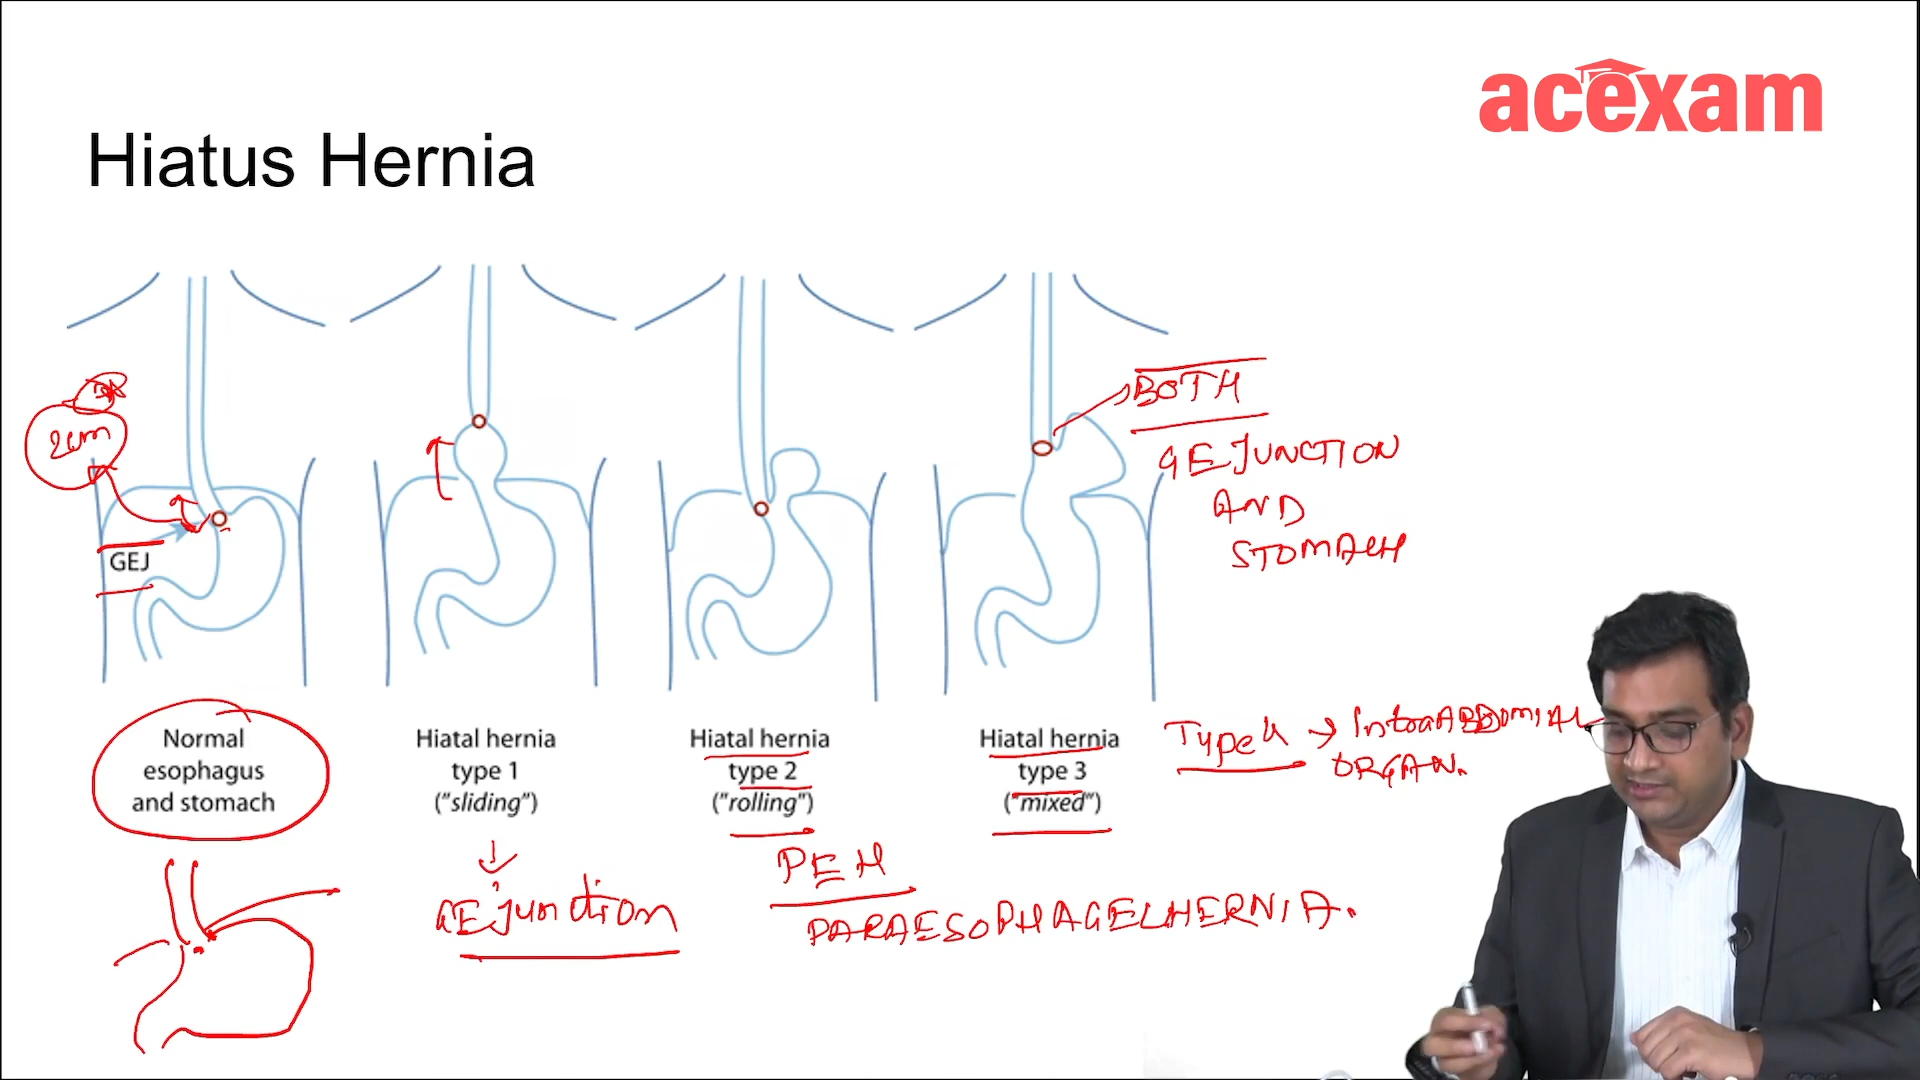 acexam
Hiatus Hernia
2cm
GEJ
BOTH
GE JUNCTION
AND
STOMACH
Normal
esophagus
and stomach
Hiatal hernia
type 1
("sliding")
Hiatal hernia
type 2
("rolling")
Hiatal hernia
type 3
("mixed")
Type 4 → IntraABDOMINAL
ORGAN.
GE junction
PEH
PARAESOPHAGEL HERNIA.